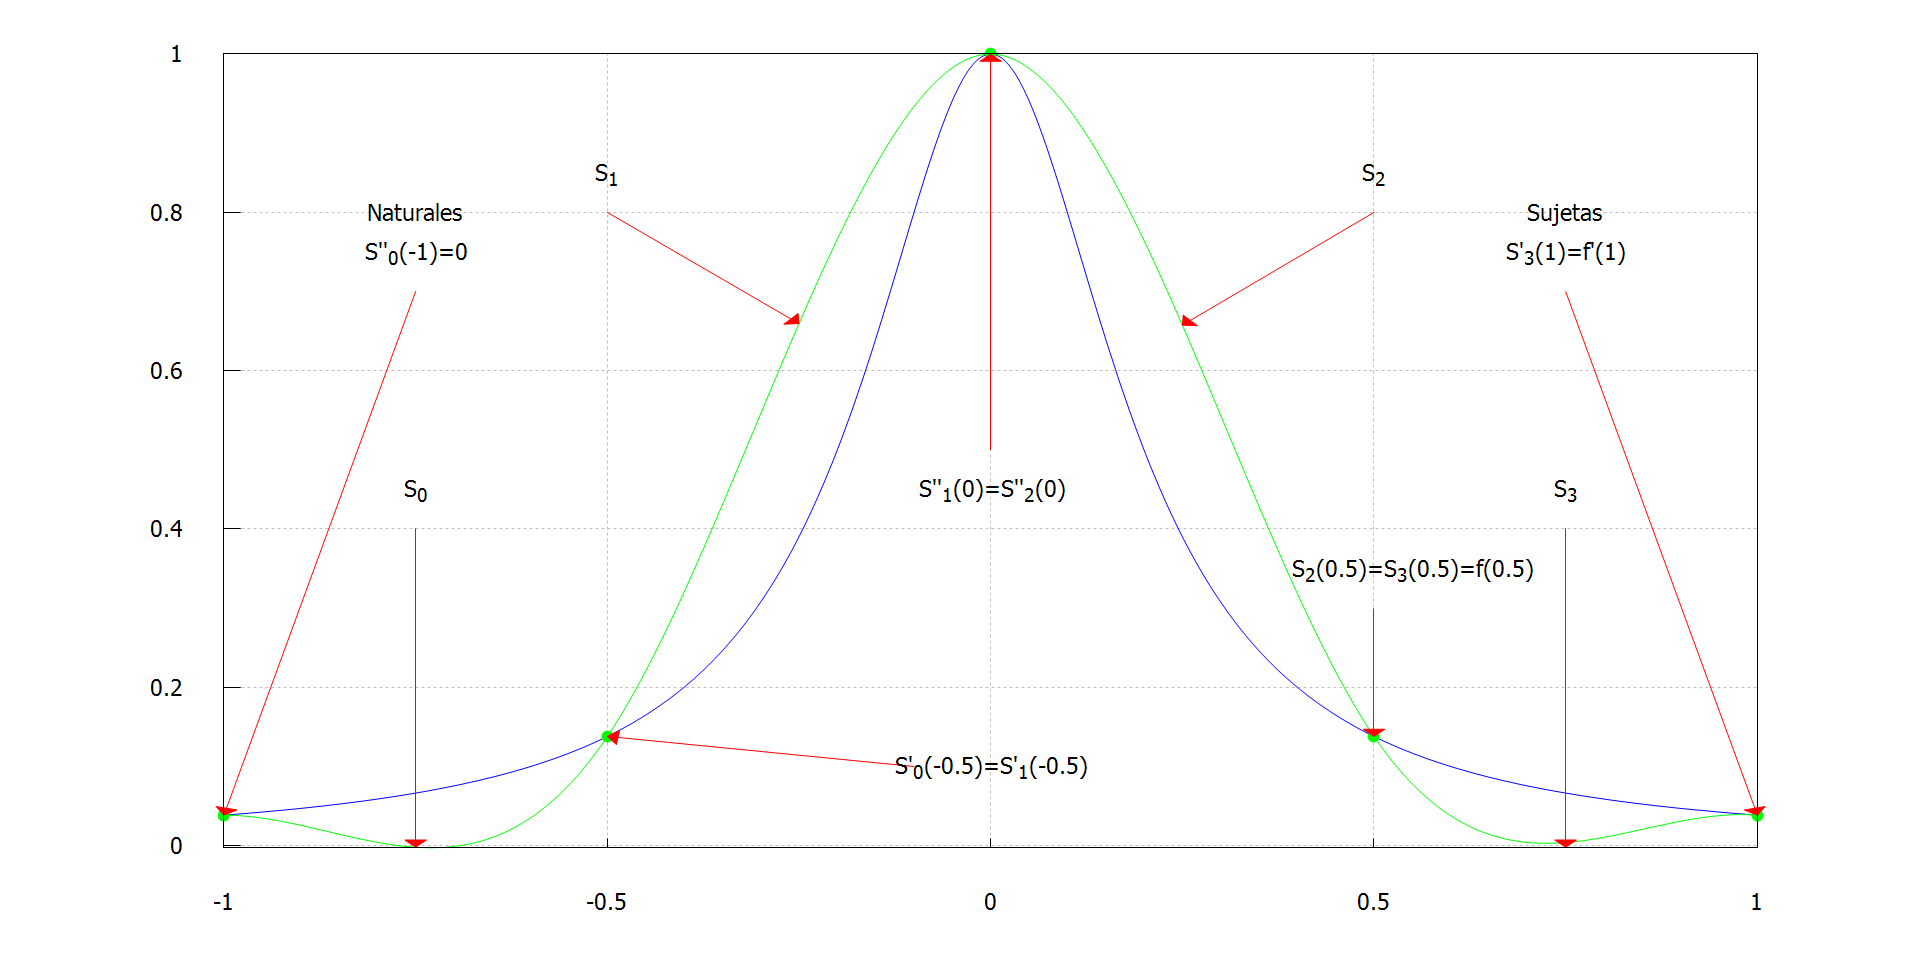 1
S₁
S₂
0.8
Naturales
Sujetas
S''₀(-1)=0
S'₃(1)=f'(1)
0.6
S₀
S''₁(0)=S''₂(0)
S₃
0.4
S₂(0.5)=S₃(0.5)=f(0.5)
0.2
S'₀(-0.5)=S'₁(-0.5)
0
-1
-0.5
0
0.5
1